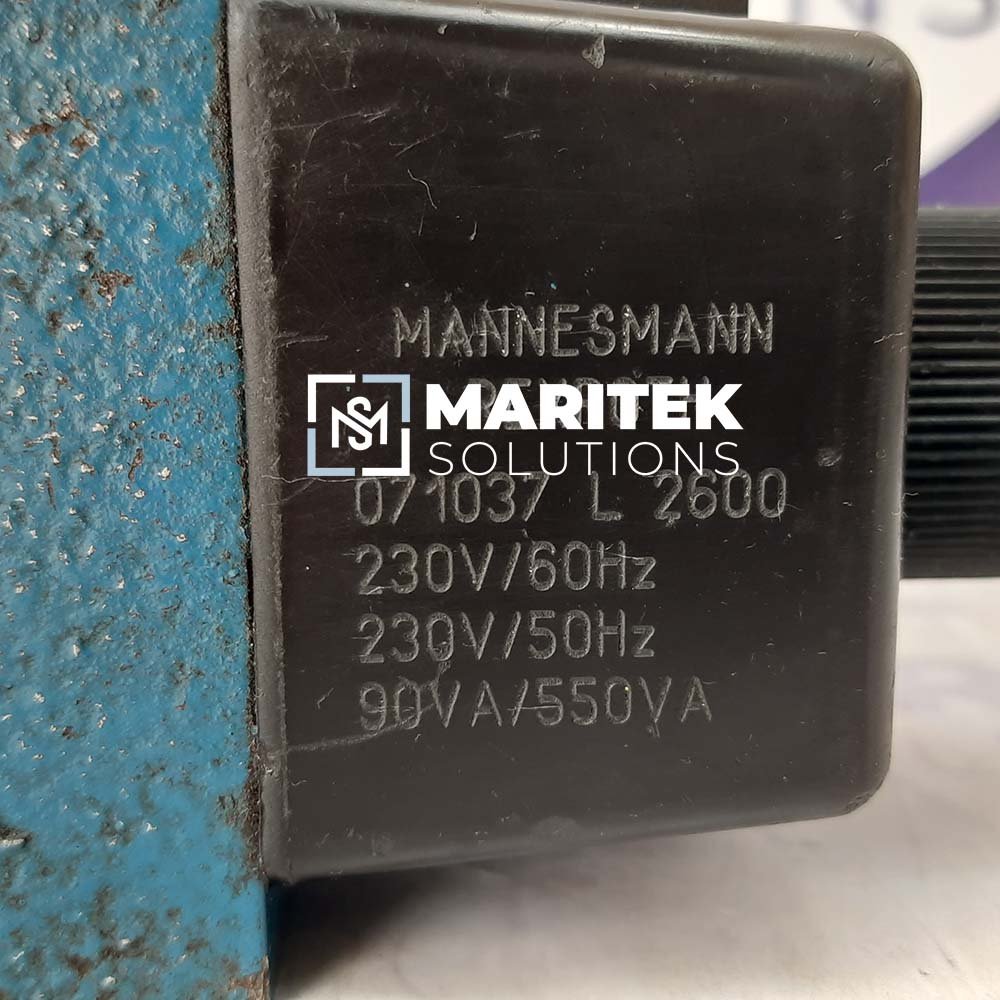 MANNESMANN
MARITEK
SOLUTIONS
071037 L 2600
230V/60Hz
230V/50Hz
90VA/550VA